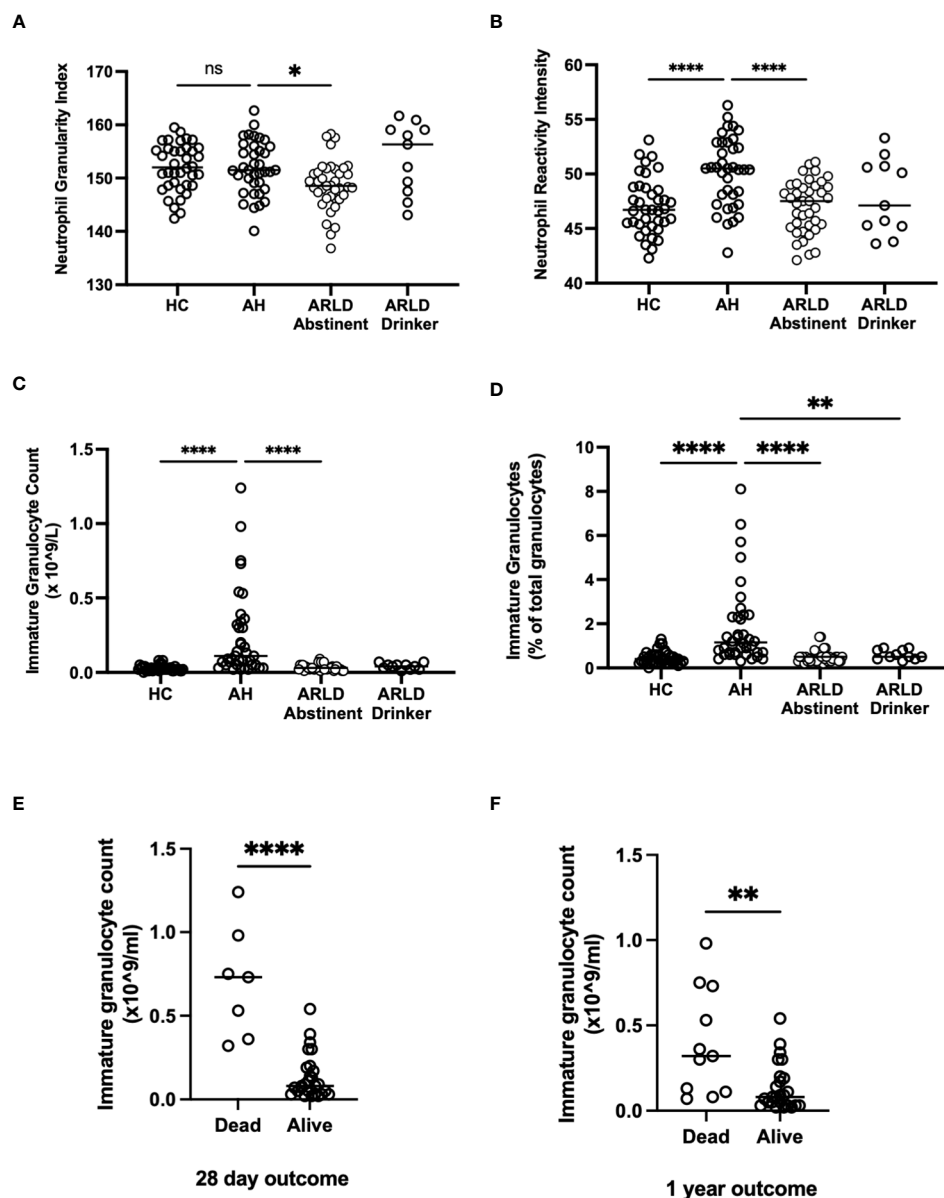 A
Neutrophil Granularity Index
170
160
150
140
130
ns
*
HC
AH
ARLD
Abstinent
ARLD
Drinker
B
Neutrophil Reactivity Intensity
60
55
50
45
40
****
****
HC
AH
ARLD
Abstinent
ARLD
Drinker
C
Immature Granulocyte Count
(x 10^9/L)
1.5
1.0
0.5
0.0
****
****
HC
AH
ARLD
Abstinent
ARLD
Drinker
D
Immature Granulocytes
(% of total granulocytes)
10
8
6
4
2
0
**
****
****
HC
AH
ARLD
Abstinent
ARLD
Drinker
E
Immature granulocyte count
(x10^9/ml)
1.5
1.0
0.5
0.0
****
Dead
Alive
28 day outcome
F
Immature granulocyte count
(x10^9/ml)
1.5
1.0
0.5
0.0
**
Dead
Alive
1 year outcome